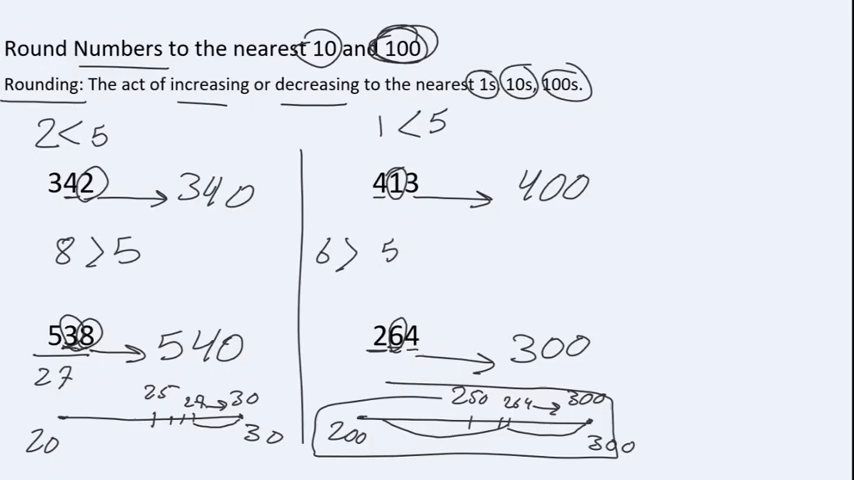 Round Numbers to the nearest 10 and 100
Rounding: The act of increasing or decreasing to the nearest 1s, 10s, 100s.
2 < 5
342 → 340
8 > 5
538 → 540
27
25 27 → 30
20 30
1 < 5
413 → 400
6 > 5
264 → 300
250 264 → 300
200 300